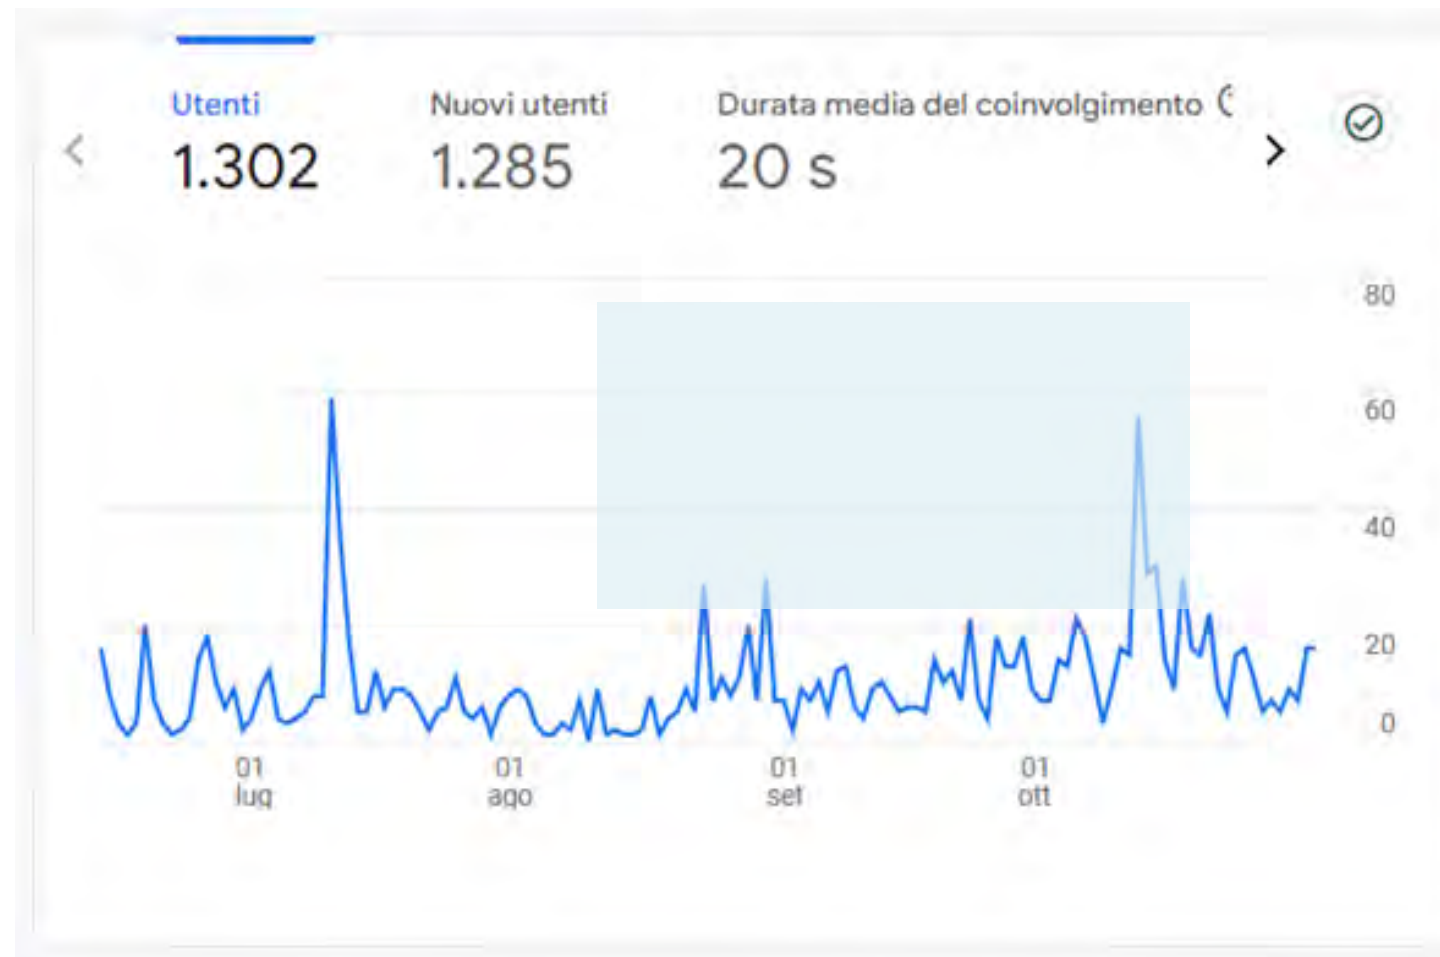 Utenti
Nuovi utenti
Durata media del coinvolgimento
1.302
1.285
20 s
80
60
40
20
0
01
lug
01
ago
01
set
01
ott